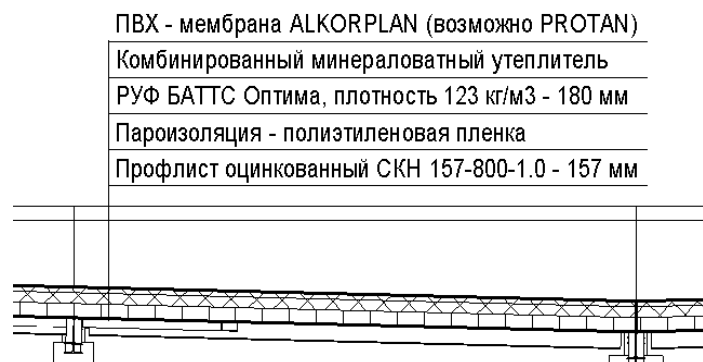 ПВХ - мембрана ALKORPLAN (возможно PROTAN)
Комбинированный минераловатный утеплитель
РУФ БАТТС Оптима, плотность 123 кг/м3 - 180 мм
Пароизоляция - полиэтиленовая пленка
Профлист оцинкованный СКН 157-800-1.0 - 157 мм